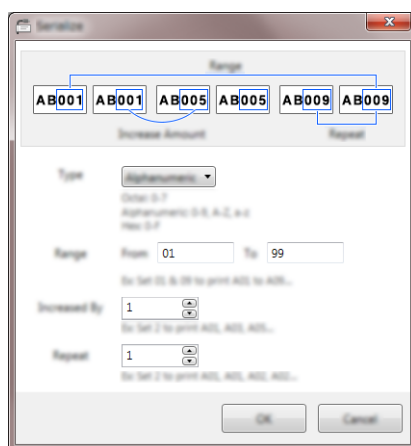 Serialize
Range
AB001 AB001 AB005 AB005 AB009 AB009
Increase Amount Repeat
Type Alphanumeric
Octal: 0-7
Alphanumeric: 0-9, A-Z, a-z
Hex: 0-F
Range From 01 To 99
Ex: Set 01 & 09 to print A01 to A09...
Increased By 1
Ex: Set 2 to print A01, A03, A05...
Repeat 1
Ex: Set 2 to print A01, A01, A02, A02...
OK Cancel